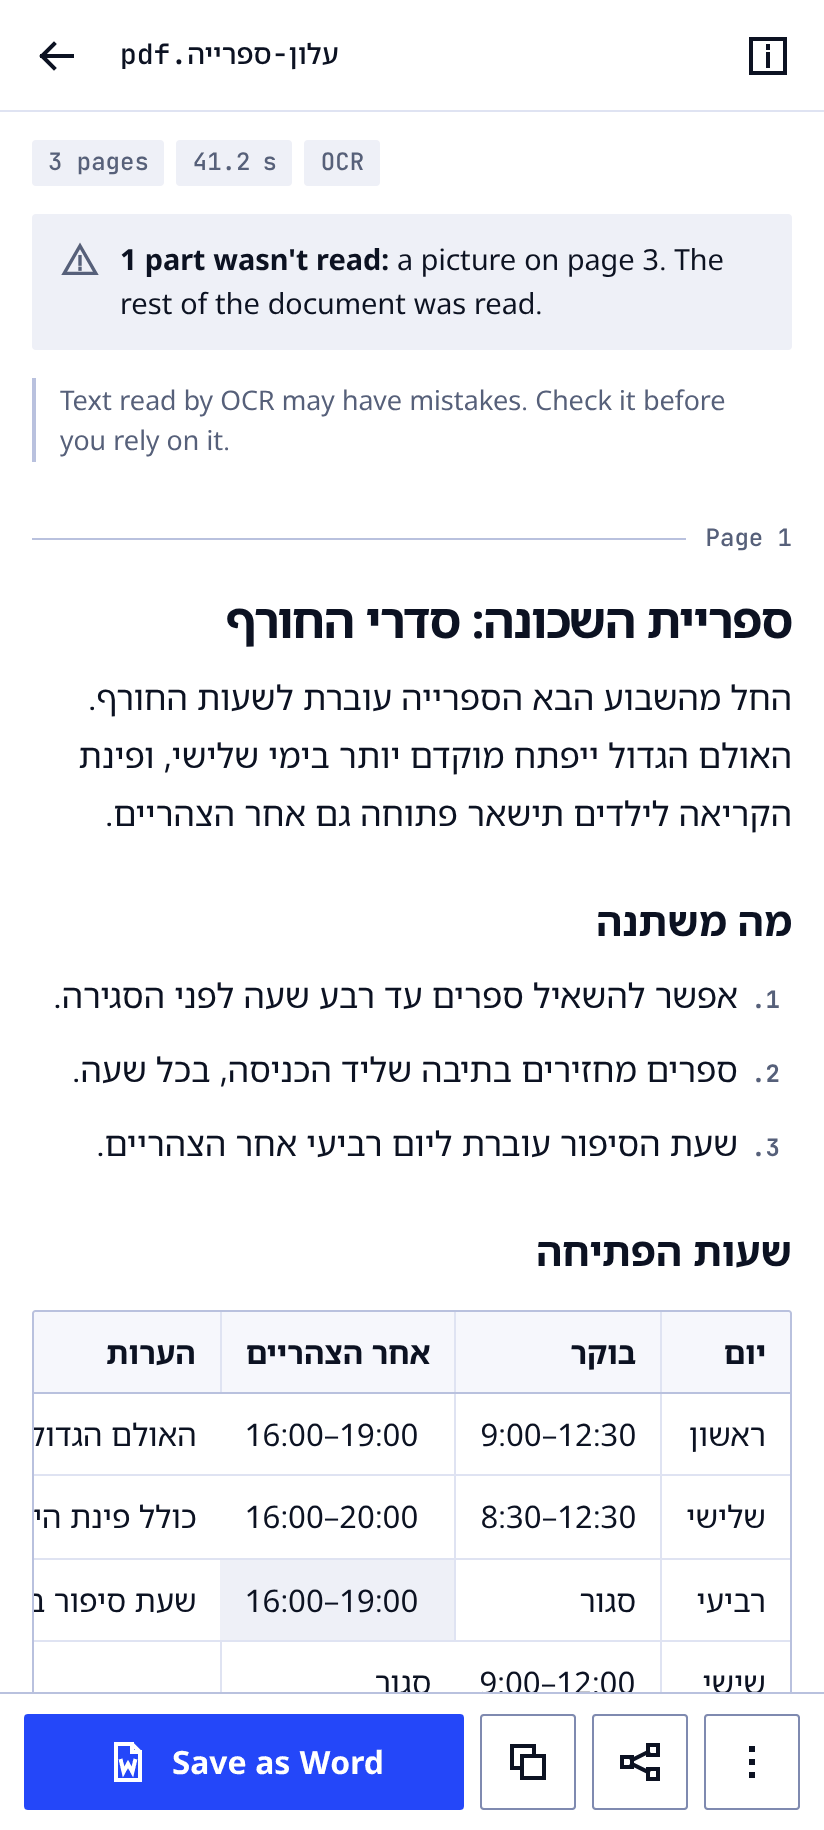 עלון-ספרייה.pdf
3 pages 41.2 s OCR
1 part wasn't read: a picture on page 3. The
rest of the document was read.
Text read by OCR may have mistakes. Check it before
you rely on it.
Page 1
ספריית השכונה: סדרי החורף
החל מהשבוע הבא הספרייה עוברת לשעות החורף.
האולם הגדול ייפתח מוקדם יותר בימי שלישי, ופינת
הקריאה לילדים תישאר פתוחה גם אחר הצהריים.
מה משתנה
1. אפשר להשאיל ספרים עד רבע שעה לפני הסגירה.
2. ספרים מחזירים בתיבה שליד הכניסה, בכל שעה.
3. שעת הסיפור עוברת ליום רביעי אחר הצהריים.
שעות הפתיחה
יום בוקר אחר הצהריים הערות
ראשון 9:00–12:30 16:00–19:00 האולם הגדול
שלישי 8:30–12:30 16:00–20:00 כולל פינת
רביעי סגור 16:00–19:00 שעת סיפור
שישי 9:00–12:00 סגור
Save as Word